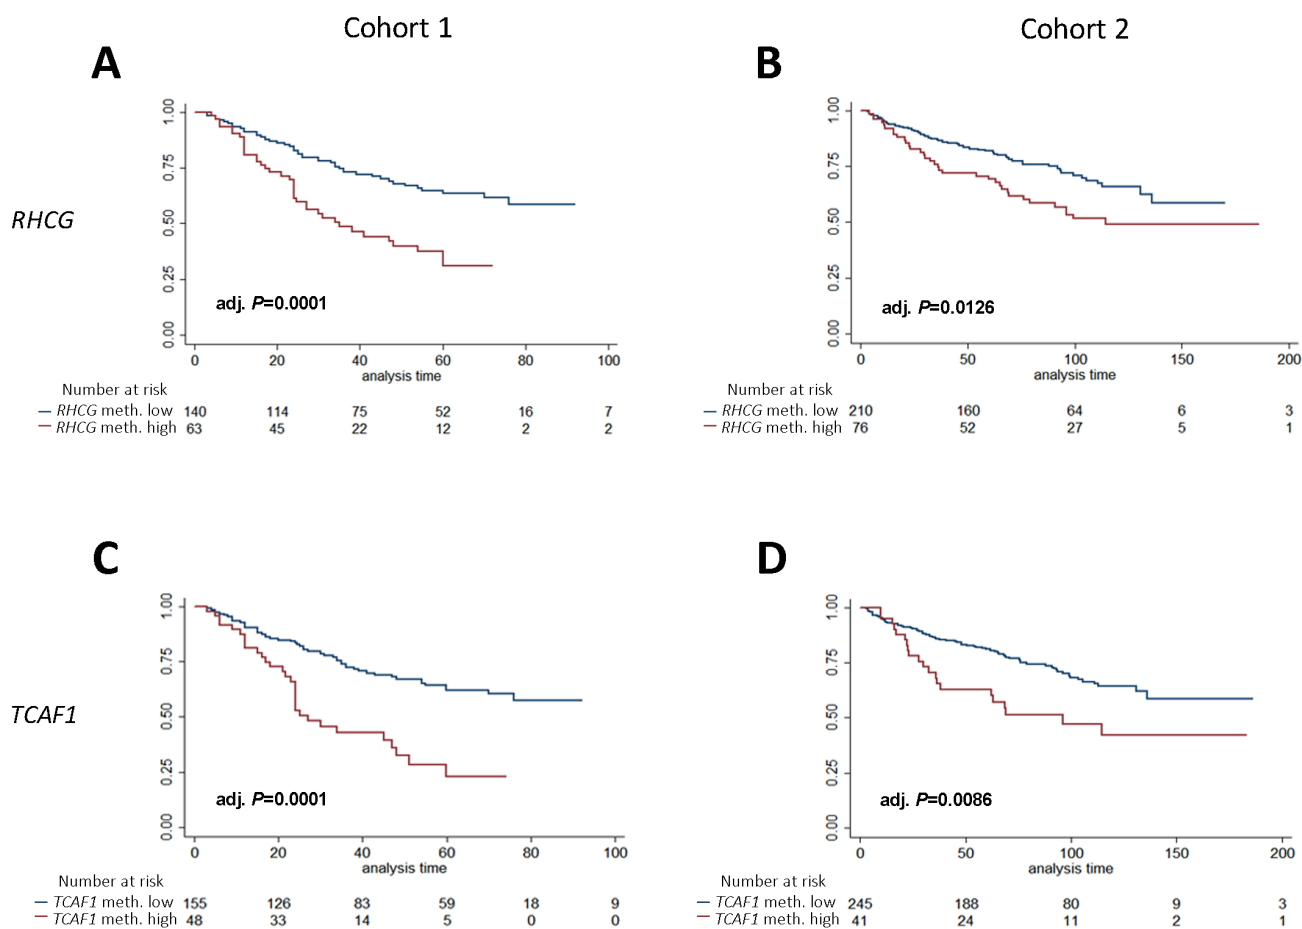 Cohort 1
Cohort 2
A
B
RHCG
1.00
0.75
0.50
0.25
0.00
adj. P=0.0001
0 20 40 60 80 100
analysis time
Number at risk
RHCG meth. low 140 114 75 52 16 7
RHCG meth. high 63 45 22 12 2 2
1.00
0.75
0.50
0.25
0.00
adj. P=0.0126
0 50 100 150 200
analysis time
Number at risk
RHCG meth. low 210 160 64 6 3
RHCG meth. high 76 52 27 5 1
C
D
TCAF1
1.00
0.75
0.50
0.25
0.00
adj. P=0.0001
0 20 40 60 80 100
analysis time
Number at risk
TCAF1 meth. low 155 126 83 59 18 9
TCAF1 meth. high 48 33 14 5 0 0
1.00
0.75
0.50
0.25
0.00
adj. P=0.0086
0 50 100 150 200
analysis time
Number at risk
TCAF1 meth. low 245 188 80 9 3
TCAF1 meth. high 41 24 11 2 1